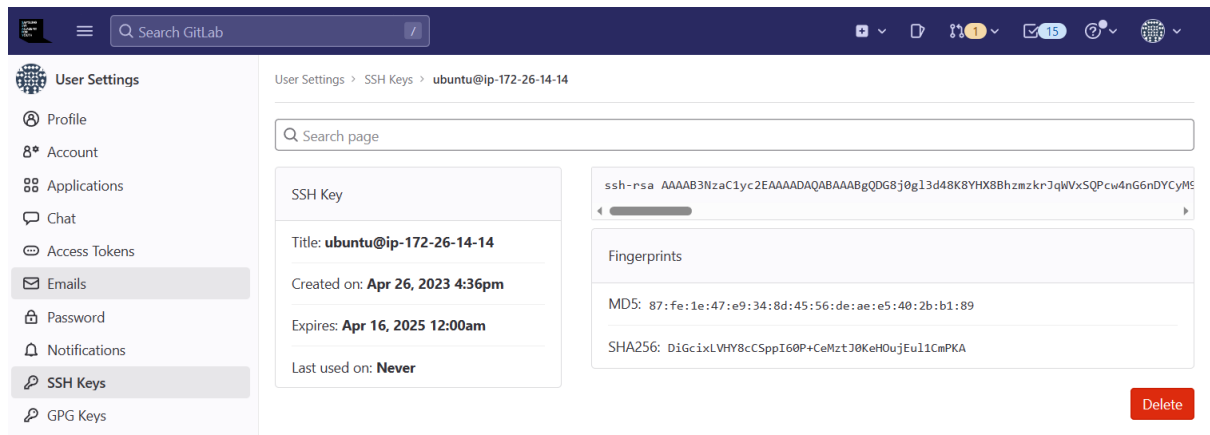 Search GitLab /
1
15
User Settings
Profile
Account
Applications
Chat
Access Tokens
Emails
Password
Notifications
SSH Keys
GPG Keys
User Settings > SSH Keys > ubuntu@ip-172-26-14-14
Search page
SSH Key
Title: ubuntu@ip-172-26-14-14
Created on: Apr 26, 2023 4:36pm
Expires: Apr 16, 2025 12:00am
Last used on: Never
ssh-rsa AAAAB3NzaC1yc2EAAAADAQABAAABgQDG8j0gl3d48K8YHX8BhzmzkrJqWVxSQPcw4nG6nDYCyM9
Fingerprints
MD5: 87:fe:1e:47:e9:34:8d:45:56:de:ae:e5:40:2b:b1:89
SHA256: DiGcixLVHY8cCSppI60P+CeMztJ0KeHOujEul1CmPKA
Delete